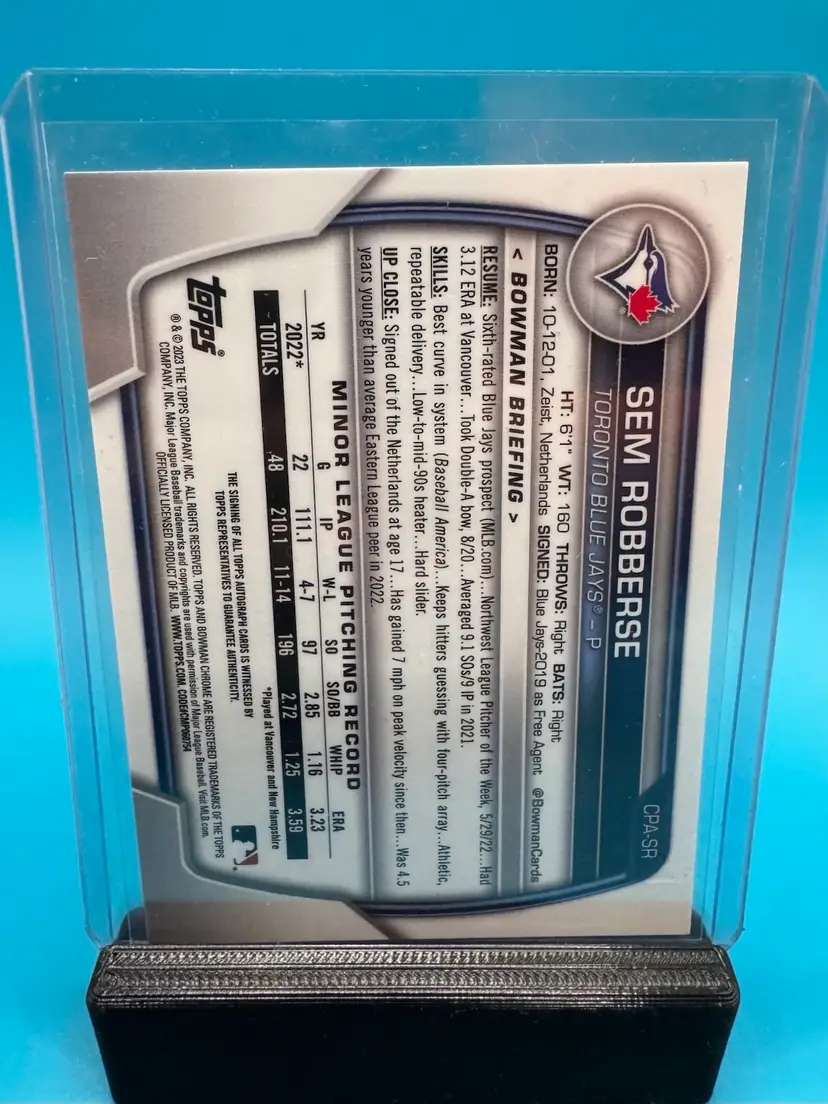 CPA-SR
SEM ROBBERSE
TORONTO BLUE JAYS® – P
HT: 6'1" WT: 160 THROWS: Right BATS: Right
BORN: 10-12-01, Zeist, Netherlands SIGNED: Blue Jays-2019 as Free Agent @BowmanCards
< BOWMAN BRIEFING >
RESUME: Sixth-rated Blue Jays prospect (MLB.com)...Northwest League Pitcher of the Week, 5/29/22...Had
3.12 ERA at Vancouver...Took Double-A bow, 8/20...Averaged 9.1 SOs/9 IP in 2021.
SKILLS: Best curve in system (Baseball America)...Keeps hitters guessing with four-pitch array...Athletic,
repeatable delivery...Low-to-mid-90s heater...Hard slider.
UP CLOSE: Signed out of the Netherlands at age 17...Has gained 7 mph on peak velocity since then...Was 4.5
years younger than average Eastern League peer in 2022.
MINOR LEAGUE PITCHING RECORD
YR G IP W-L SO SO/BB WHIP ERA
2022* 22 111.1 4-7 97 2.85 1.16 3.23
TOTALS 48 210.1 11-14 196 2.72 1.25 3.59
*Played at Vancouver and New Hampshire
THE SIGNING OF ALL TOPPS AUTOGRAPH CARDS IS WITNESSED BY
TOPPS REPRESENTATIVES TO GUARANTEE AUTHENTICITY.
topps®
® & © 2023 THE TOPPS COMPANY, INC. ALL RIGHTS RESERVED. TOPPS AND BOWMAN CHROME ARE REGISTERED TRADEMARKS OF THE TOPPS
COMPANY, INC. Major League Baseball trademarks and copyrights are used with permission of Major League Baseball. Visit MLB.com.
OFFICIALLY LICENSED PRODUCT OF MLB. WWW.TOPPS.COM. CODE#CMP060754